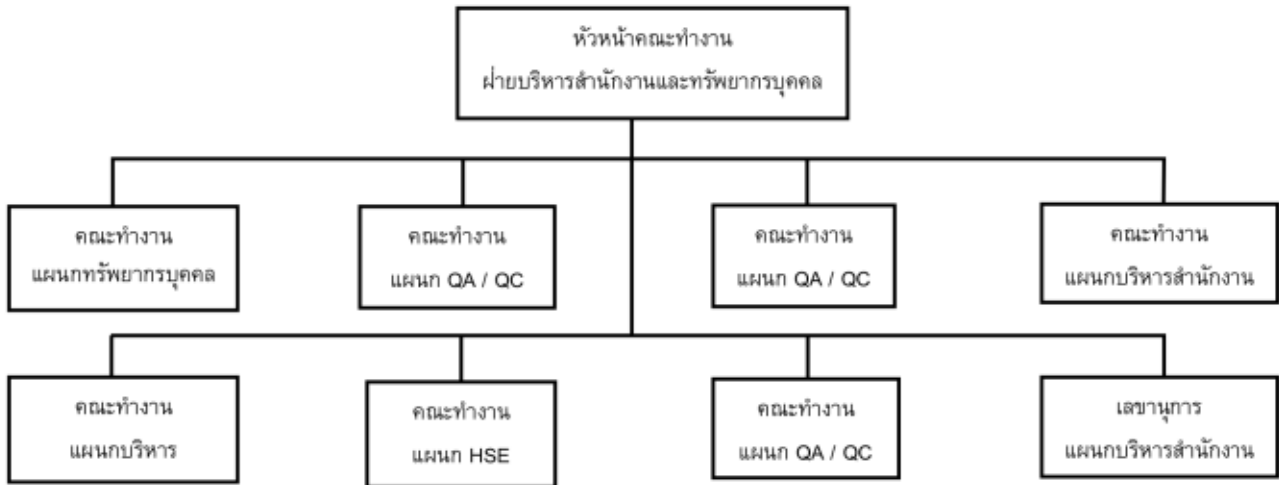 หัวหน้าคณะทำงาน
ฝ่ายบริหารสำนักงานและทรัพยากรบุคคล
คณะทำงาน
แผนกทรัพยากรบุคคล
คณะทำงาน
แผนก QA / QC
คณะทำงาน
แผนก QA / QC
คณะทำงาน
แผนกบริหารสำนักงาน
คณะทำงาน
แผนกบริหาร
คณะทำงาน
แผนก HSE
คณะทำงาน
แผนก QA / QC
เลขานุการ
แผนกบริหารสำนักงาน